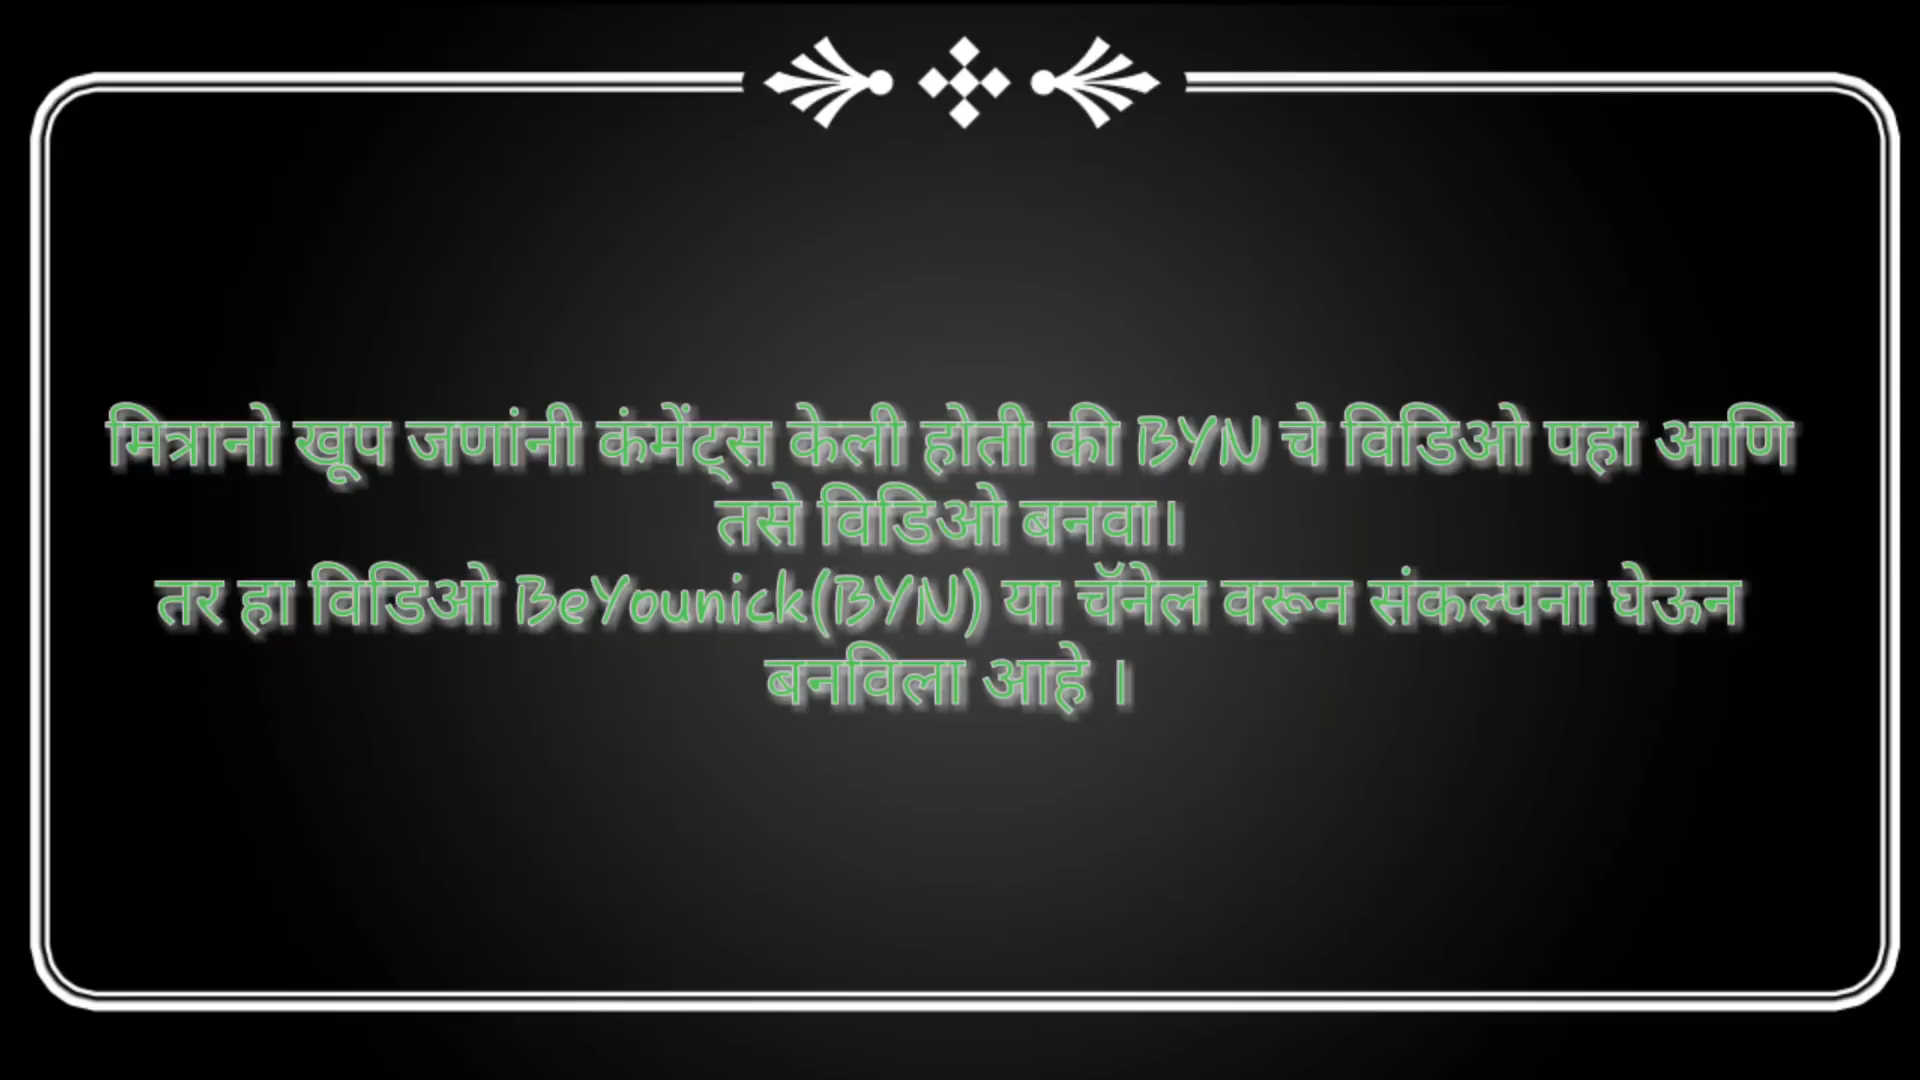 मित्रानो खूप जणांनी कंमेंट्स केली होती की BYN चे विडिओ पहा आणि
तसे विडिओ बनवा।
तर हा विडिओ BeYounick(BYN) या चॅनेल वरून संकल्पना घेऊन
बनविला आहे ।